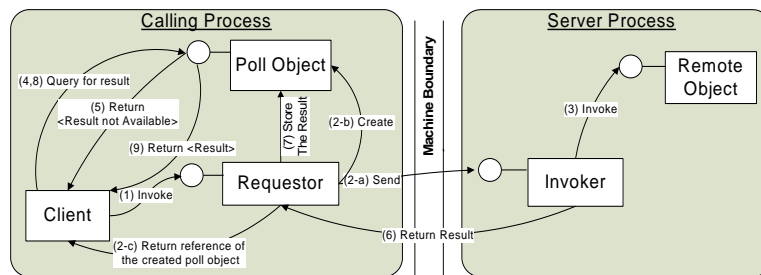 Calling Process
Server Process
Poll Object
Remote
Object
(4,8) Query for result
(5) Return
<Result not Available>
(7) Store
The Result
(2-b) Create
Machine Boundary
(3) Invoke
(9) Return <Result>
(1) Invoke
Requestor
(2-a) Send
Invoker
Client
(6) Return Result
(2-c) Return reference of
the created poll object